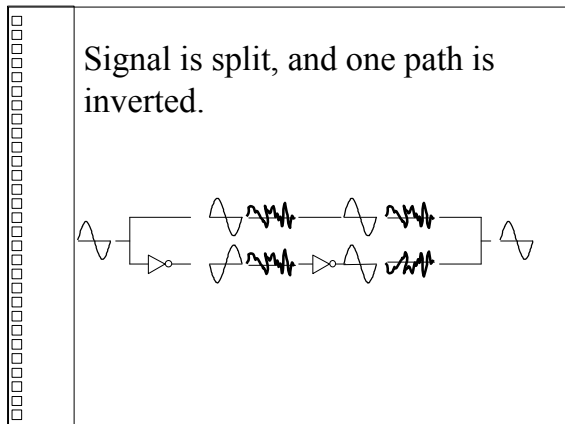 Signal is split, and one path is
inverted.